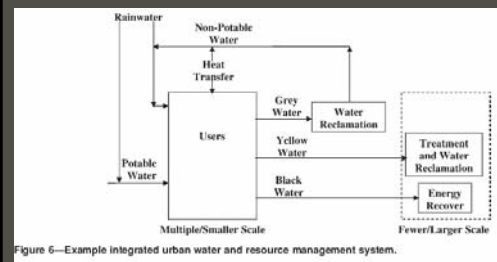 Rainwater
Non-Potable
Water
Heat
Transfer
Grey
Water
Water
Reclamation
Users
Yellow
Water
Treatment
and Water
Reclamation
Potable
Water
Black
Water
Energy
Recover
Multiple/Smaller Scale
Fewer/Larger Scale
Figure 6—Example integrated urban water and resource management system.